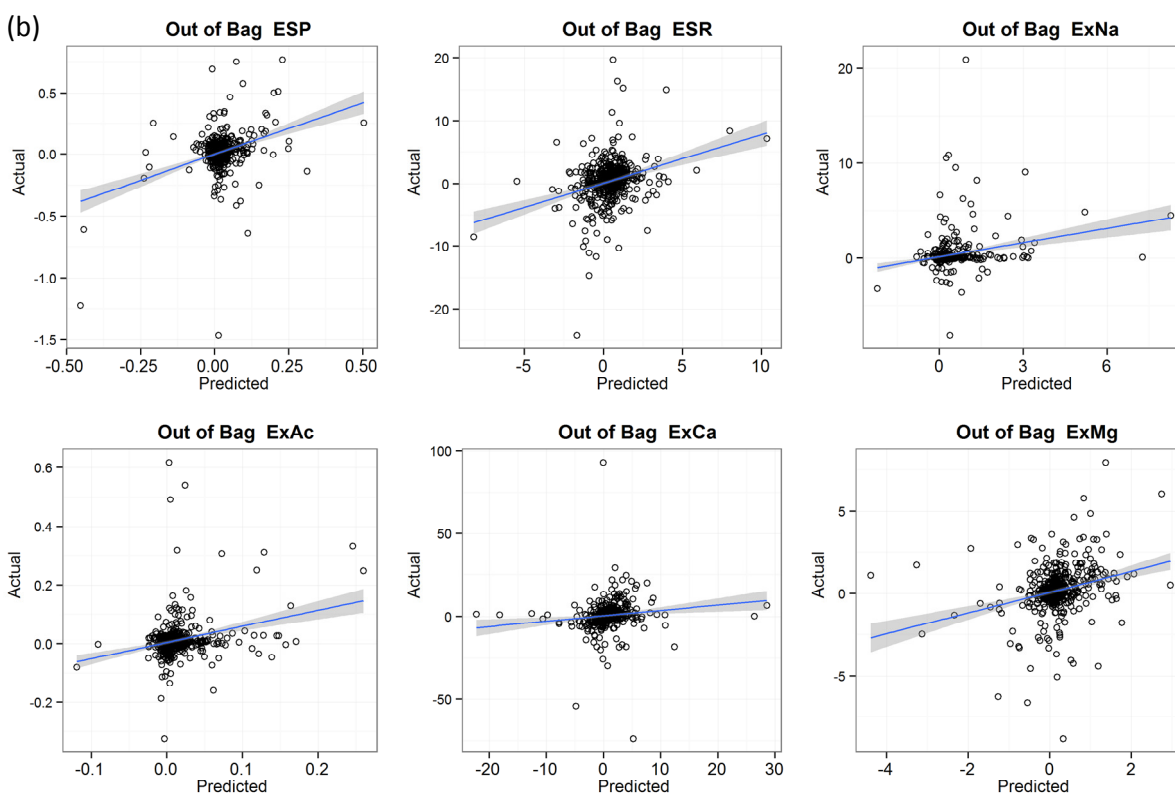 (b)
Out of Bag ESP
Out of Bag ESR
Out of Bag ExNa
Actual
0.5
0.0
-0.5
-1.0
-1.5
-0.50
-0.25
0.00
0.25
0.50
Predicted
Actual
20
10
0
-10
-20
-5
0
5
10
Predicted
Actual
20
10
0
0
3
6
Predicted
Out of Bag ExAc
Out of Bag ExCa
Out of Bag ExMg
Actual
0.6
0.4
0.2
0.0
-0.2
-0.1
0.0
0.1
0.2
Predicted
Actual
100
50
0
-50
-20
-10
0
10
20
30
Predicted
Actual
5
0
-5
-4
-2
0
2
Predicted